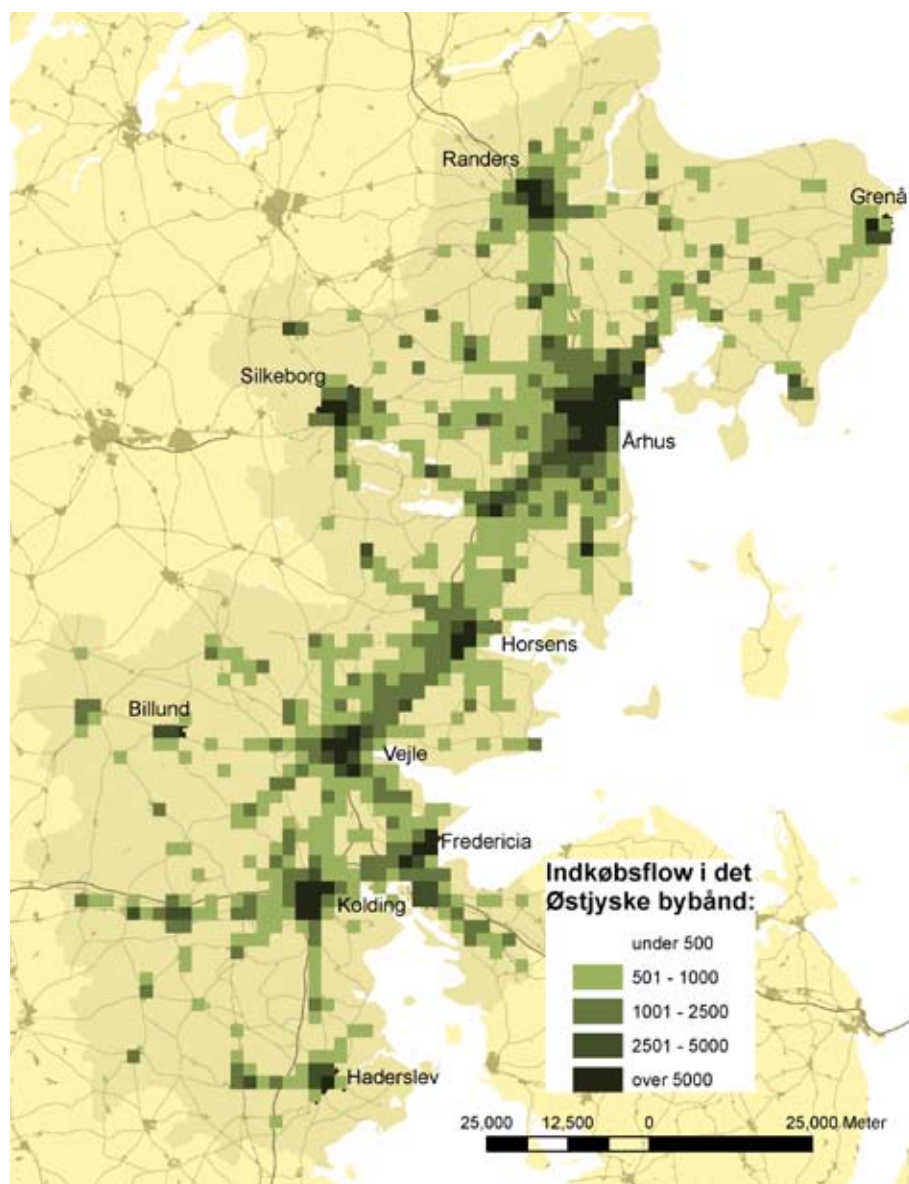 Randers
Grenå
Silkeborg
Århus
Horsens
Billund
Vejle
Fredericia
Kolding
Haderslev
Indkøbsflow i det
Østjyske bybånd:
under 500
501 - 1000
1001 - 2500
2501 - 5000
over 5000
25,000 12,500 0 25,000 Meter